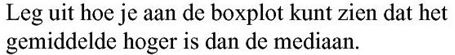 Leg uit hoe je aan de boxplot kunt zien dat het
gemiddelde hoger is dan de mediaan.